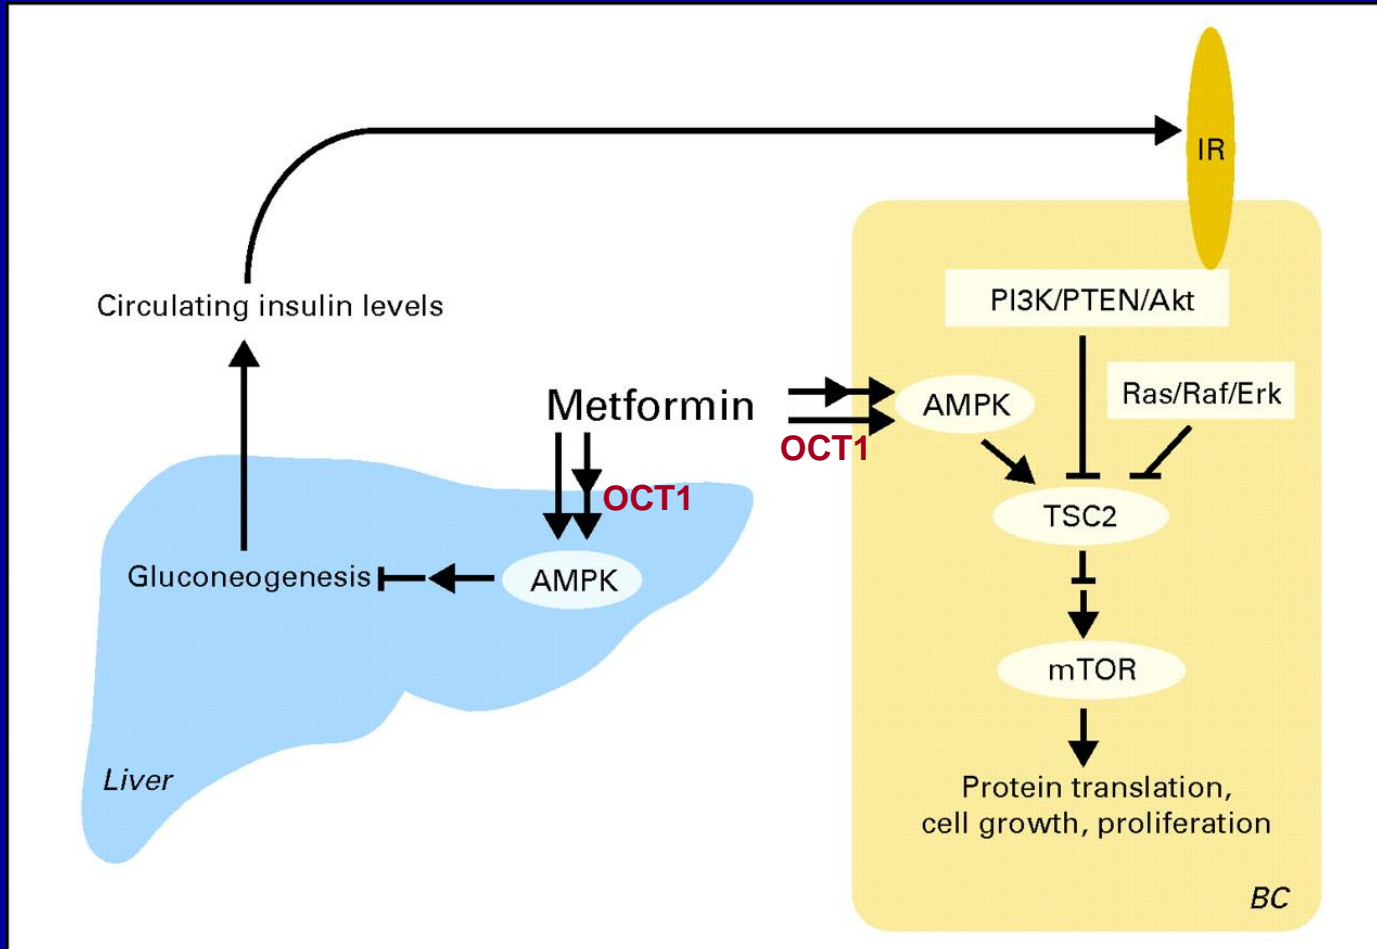 IR
Circulating insulin levels
PI3K/PTEN/Akt
Metformin
AMPK
Ras/Raf/Erk
OCT1
OCT1
TSC2
Gluconeogenesis
AMPK
mTOR
Liver
Protein translation,
cell growth, proliferation
BC